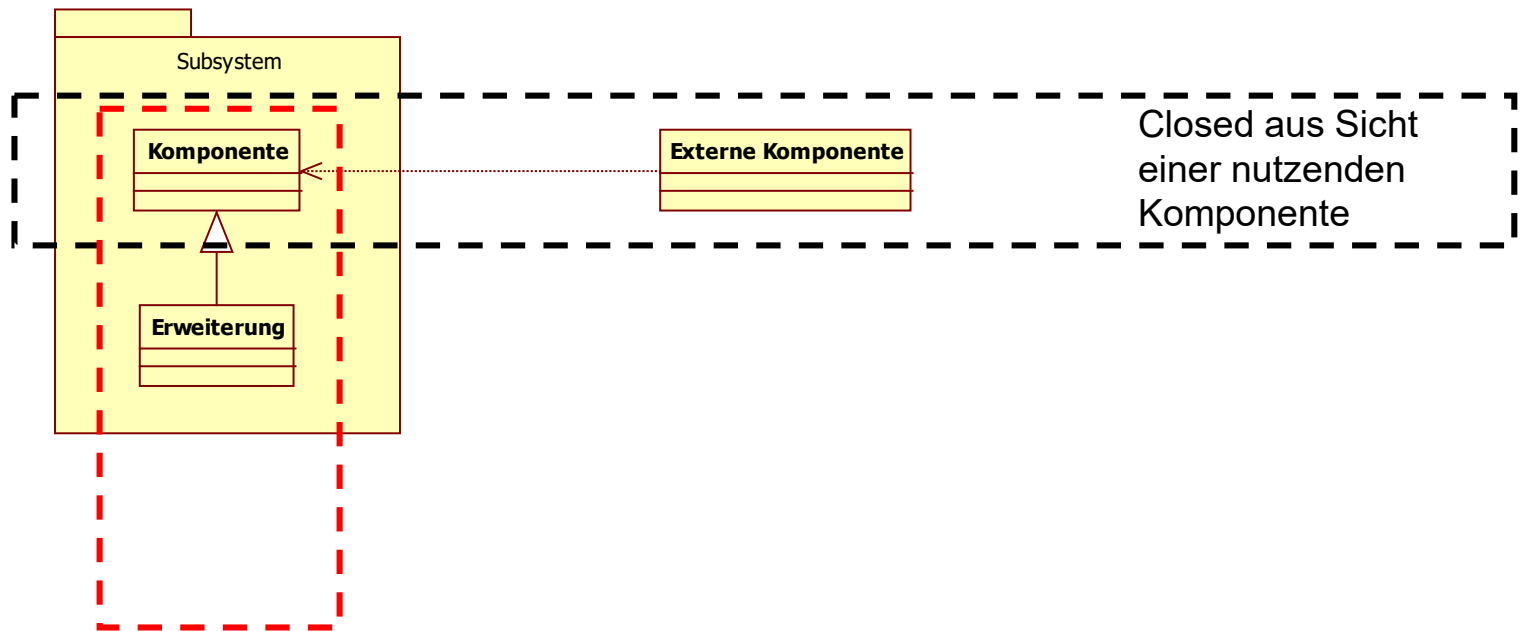 Subsystem
Komponente
Externe Komponente
Closed aus Sicht
einer nutzenden
Komponente
Erweiterung